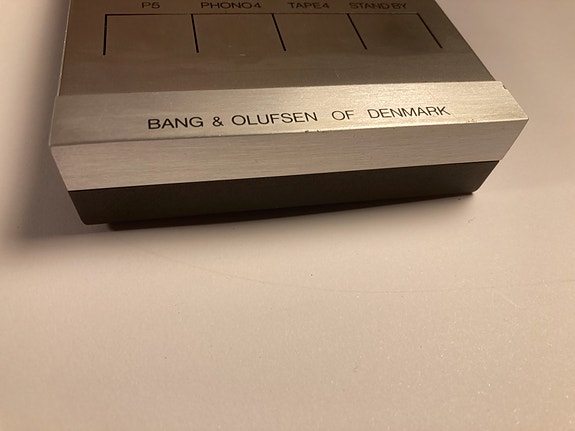 P5 PHONO4 TAPE4 STAND BY
BANG & OLUFSEN OF DENMARK